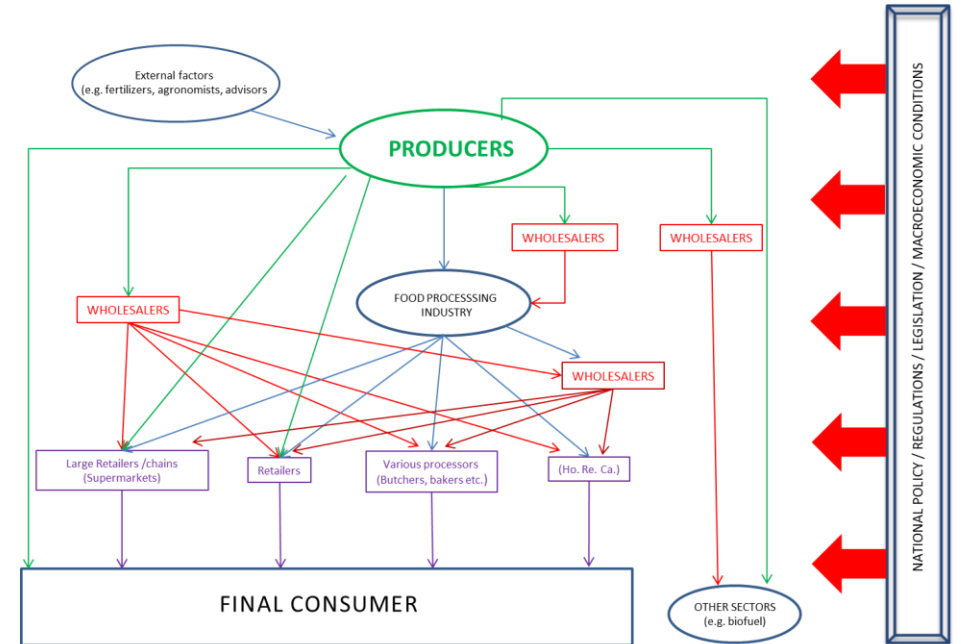 External factors
(e.g. fertilizers, agronomists, advisors
PRODUCERS
WHOLESALERS
WHOLESALERS
FOOD PROCESSSING
INDUSTRY
WHOLESALERS
WHOLESALERS
Large Retailers /chains
(Supermarkets)
Retailers
Various processors
(Butchers, bakers etc.)
(Ho. Re. Ca.)
FINAL CONSUMER
OTHER SECTORS
(e.g. biofuel)
NATIONAL POLICY / REGULATIONS / LEGISLATION / MACROECONOMIC CONDITIONS